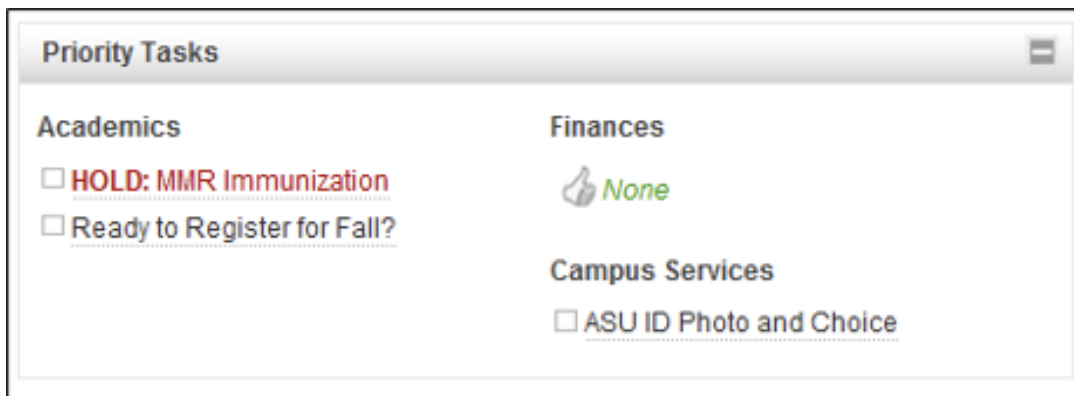 Priority Tasks
Academics
HOLD: MMR Immunization
Ready to Register for Fall?
Finances
None
Campus Services
ASU ID Photo and Choice